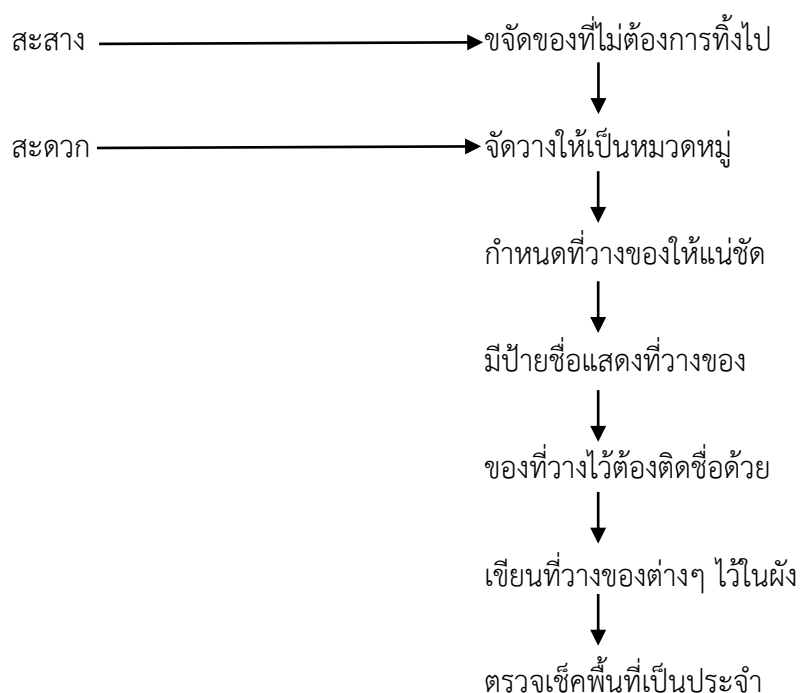 สะสาง ขจัดของที่ไม่ต้องการทิ้งไป
สะดวก จัดวางให้เป็นหมวดหมู่
กำหนดที่วางของให้แน่ชัด
มีป้ายชื่อแสดงที่วางของ
ของที่วางไว้ต้องติดชื่อด้วย
เขียนที่วางของต่างๆ ไว้ในผัง
ตรวจเช็คพื้นที่เป็นประจำ